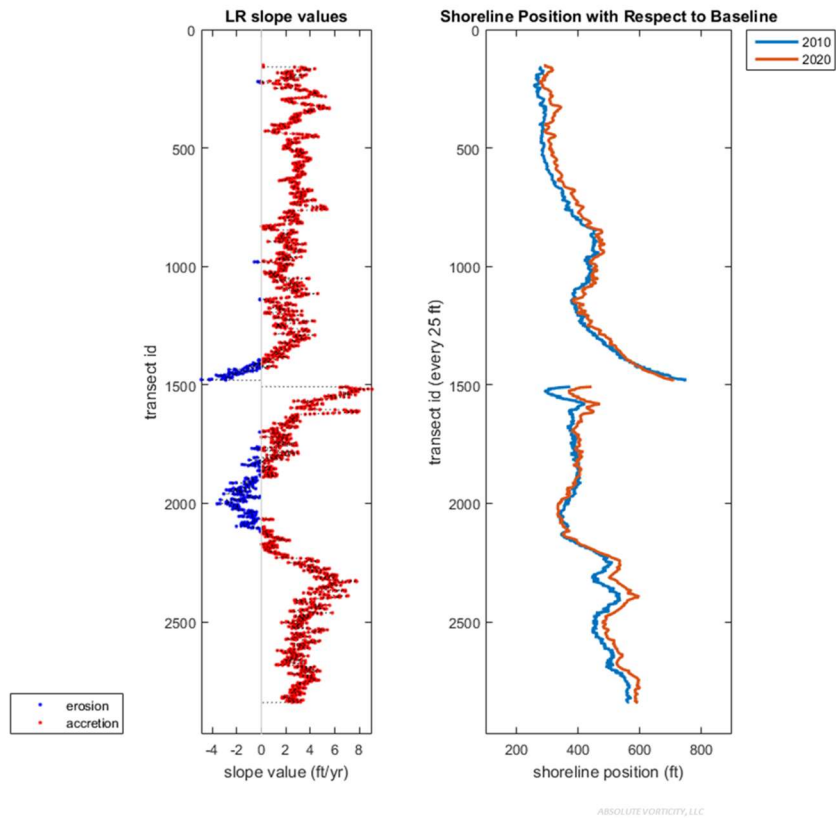 LR slope values
0
500
1000
1500
2000
2500
transect id
-4 -2 0 2 4 6 8
slope value (ft/yr)
erosion
accretion
Shoreline Position with Respect to Baseline
0
500
1000
1500
2000
2500
transect id (every 25 ft)
200 400 600 800
shoreline position (ft)
2010
2020
ABSOLUTE VORTICITY, LLC